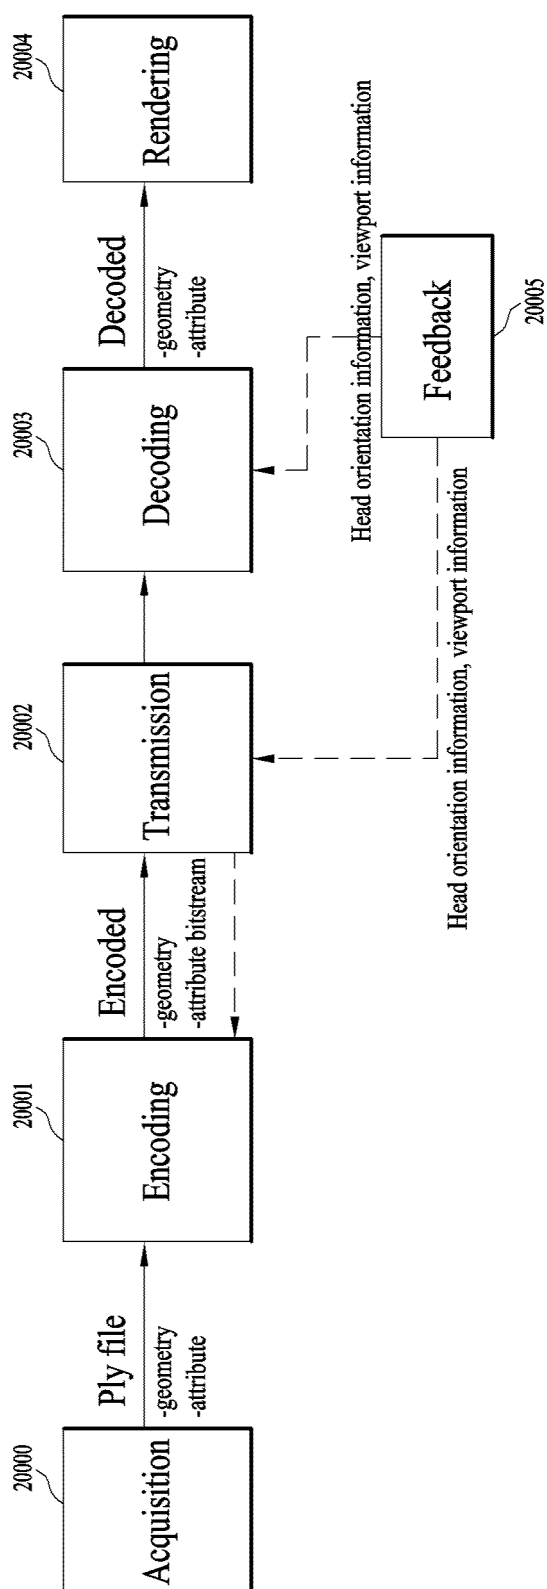 20000
Acquisition
Ply file
-geometry
-attribute
20001
Encoding
Encoded
-geometry
-attribute bitstream
20002
Transmission
20003
Decoding
Decoded
-geometry
-attribute
20004
Rendering
Head orientation information, viewport information
Feedback
20005
Head orientation information, viewport information